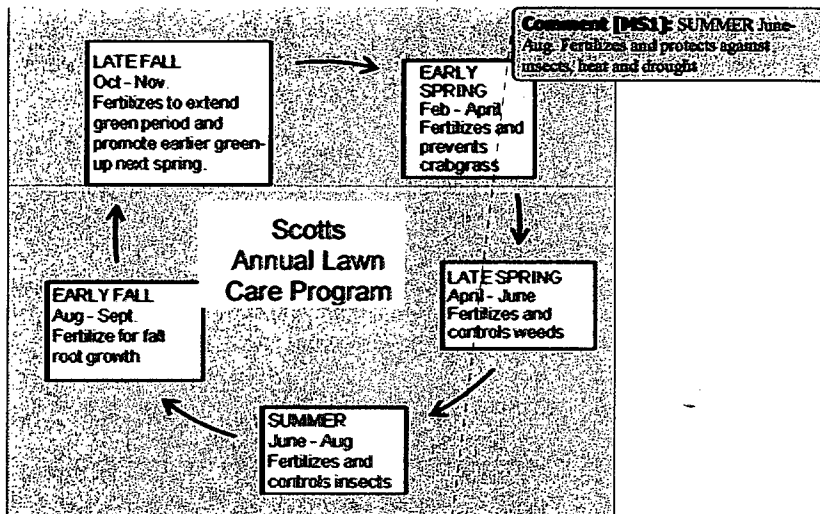 Comment [MS1]: SUMMER June-
Aug. Fertilizes and protects against
insects, heat and drought
LATE FALL
Oct - Nov.
Fertilizes to extend
green period and
promote earlier green-
up next spring.
EARLY
SPRING
Feb - April
Fertilizes and
prevents
crabgrass
Scotts
Annual Lawn
Care Program
LATE SPRING
April - June
Fertilizes and
controls weeds
EARLY FALL
Aug - Sept.
Fertilize for fall
root growth
SUMMER
June - Aug
Fertilizes and
controls insects